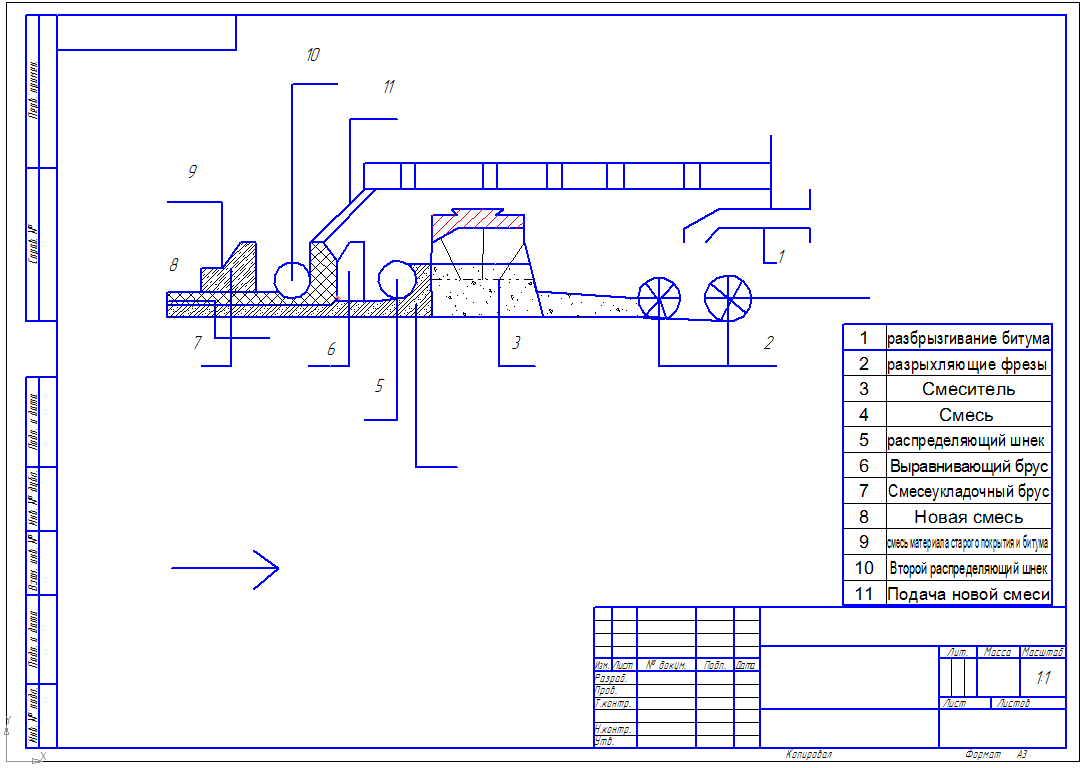 Перв. примен.
Справ. №
Подп. и дата
Инв. № дубл.
Взам. инв. №
Подп. и дата
Инв. № подл.
10
11
9
8
1
7
6
3
2
5
1 разбрызгивание битума
2 разрыхляющие фрезы
3 Смеситель
4 Смесь
5 распределяющий шнек
6 Выравнивающий брус
7 Смесеукладочный брус
8 Новая смесь
9 смесь материала старого покрытия и битума
10 Второй распределяющий шнек
11 Подача новой смеси
Изм. Лист № докум. Подп. Дата
Разраб.
Пров.
Т.контр.
Н.контр.
Утв.
Лит. Масса Масштаб
1:1
Лист Листов
Копировал Формат А3
Y
X